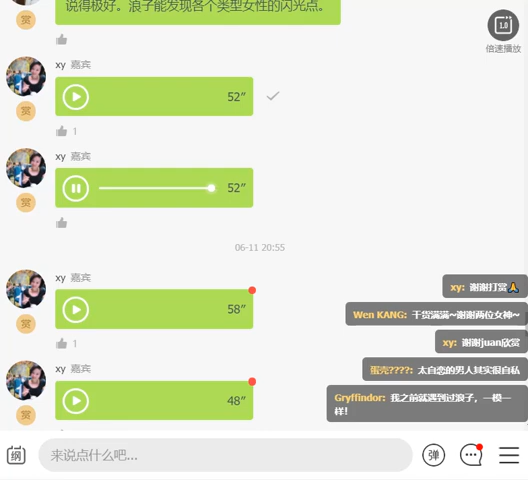 说得极好。浪子能发现各个类型女性的闪光点。
赏
1.0
倍速播放
xy 嘉宾
52"
赏
1
xy 嘉宾
52"
赏
06-11 20:55
xy 嘉宾
58"
赏
1
xy 嘉宾
48"
赏
xy: 谢谢打赏🙏
Wen KANG: 干货满满~谢谢两位女神~
xy: 谢谢juan欣赏
蛋壳????: 太自恋的男人其实很自私
Gryffindor: 我之前就遇到过浪子，一模一
样！
纲
来说点什么吧...
弹